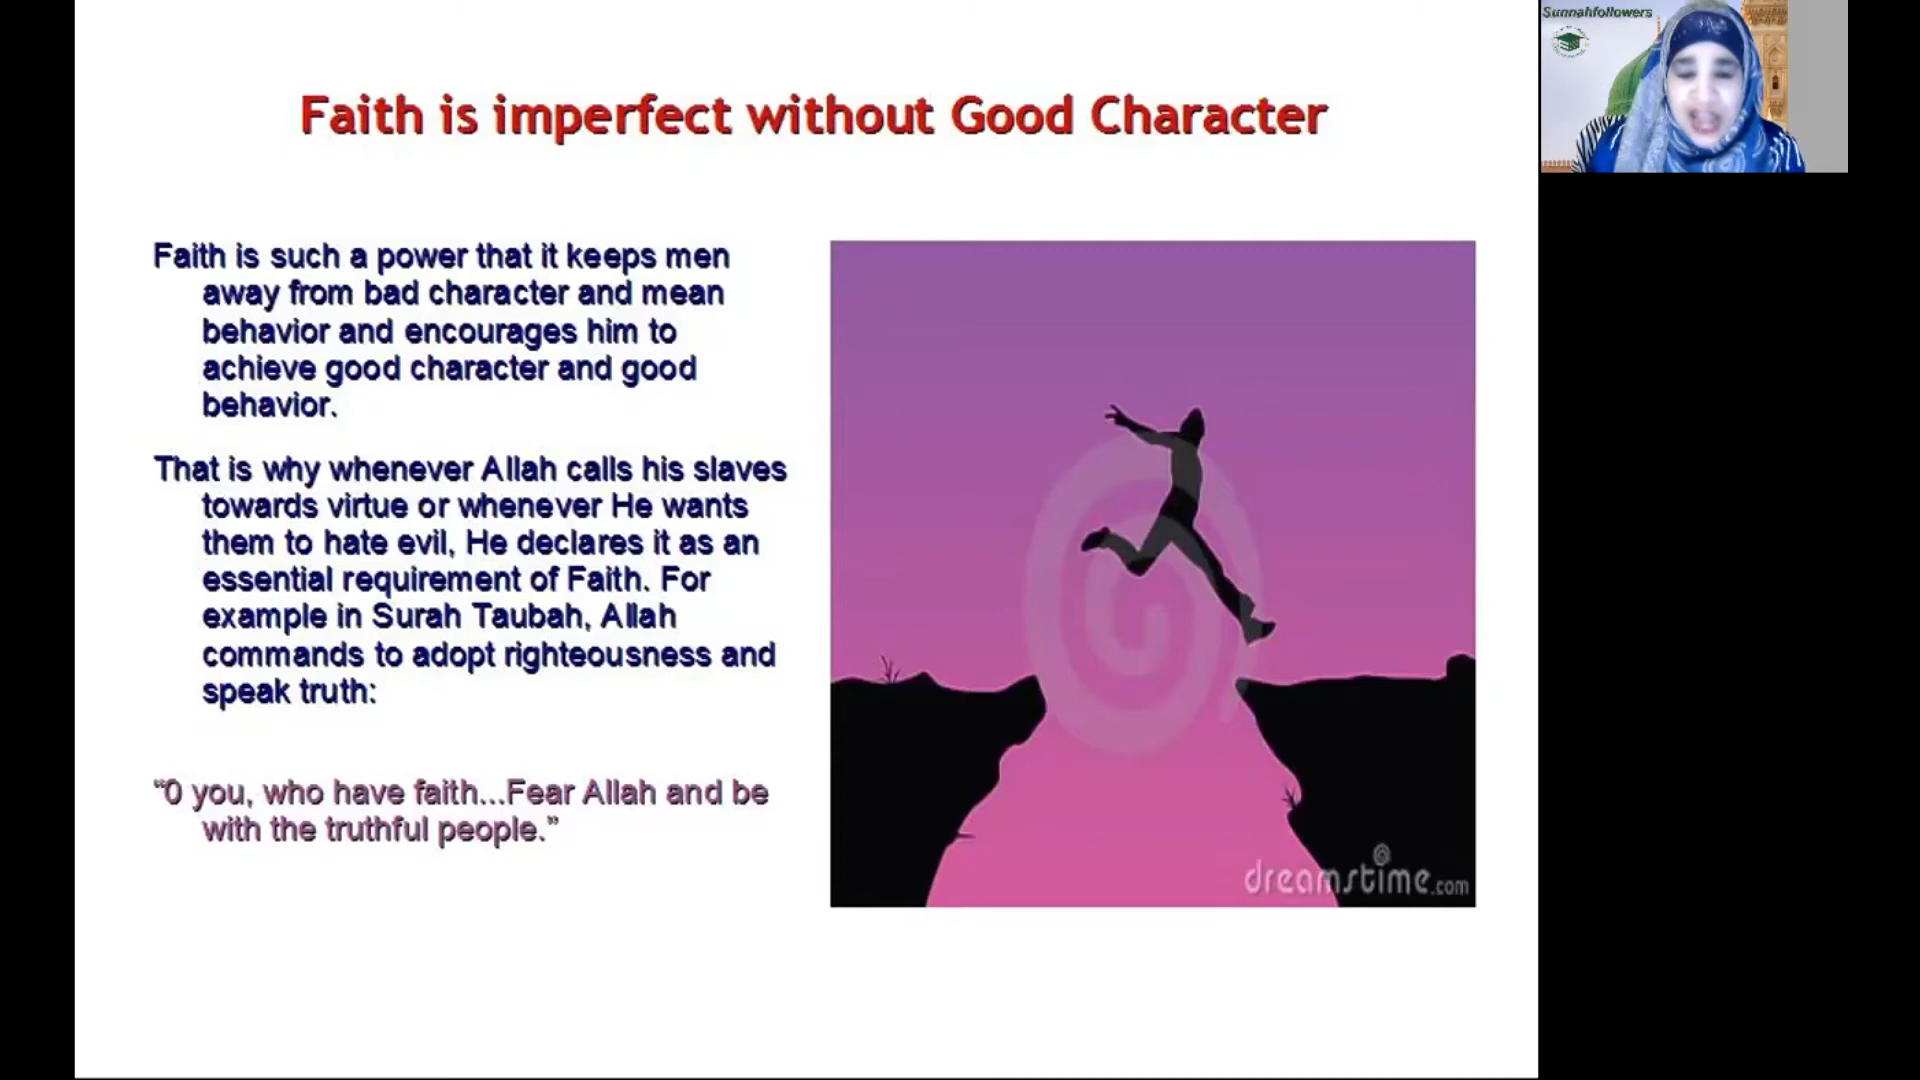 Sunnahfollowers
Faith is imperfect without Good Character
Faith is such a power that it keeps men
away from bad character and mean
behavior and encourages him to
achieve good character and good
behavior.
That is why whenever Allah calls his slaves
towards virtue or whenever He wants
them to hate evil, He declares it as an
essential requirement of Faith. For
example in Surah Taubah, Allah
commands to adopt righteousness and
speak truth:
“0 you, who have faith...Fear Allah and be
with the truthful people.”
dreamstime.com